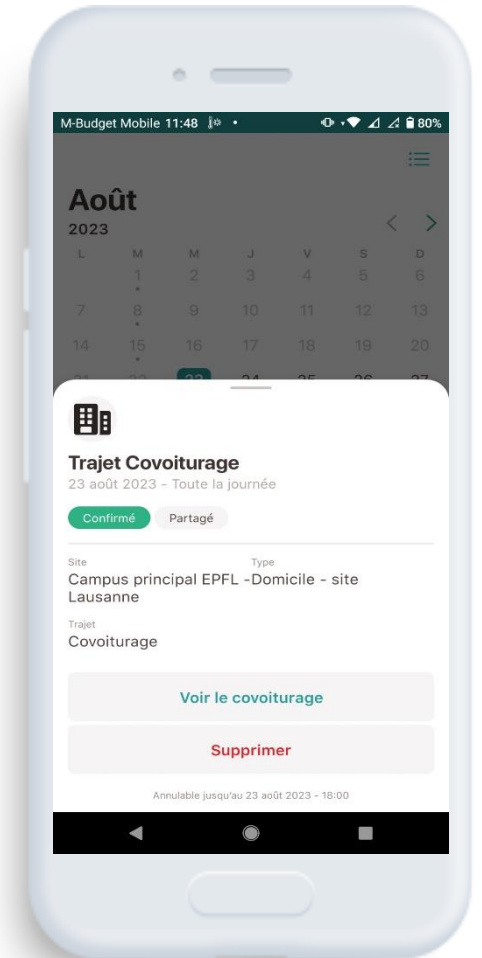 M-Budget Mobile 11:48 80%
Août
2023
L M M J V S D
1 2 3 4 5 6
7 8 9 10 11 12 13
14 15 16 17 18 19 20
21 22 23 24 25 26 27
Trajet Covoiturage
23 août 2023 - Toute la journée
Confirmé Partagé
Site Type
Campus principal EPFL - Domicile - site
Lausanne
Trajet
Covoiturage
Voir le covoiturage
Supprimer
Annulable jusqu'au 23 août 2023 - 18:00